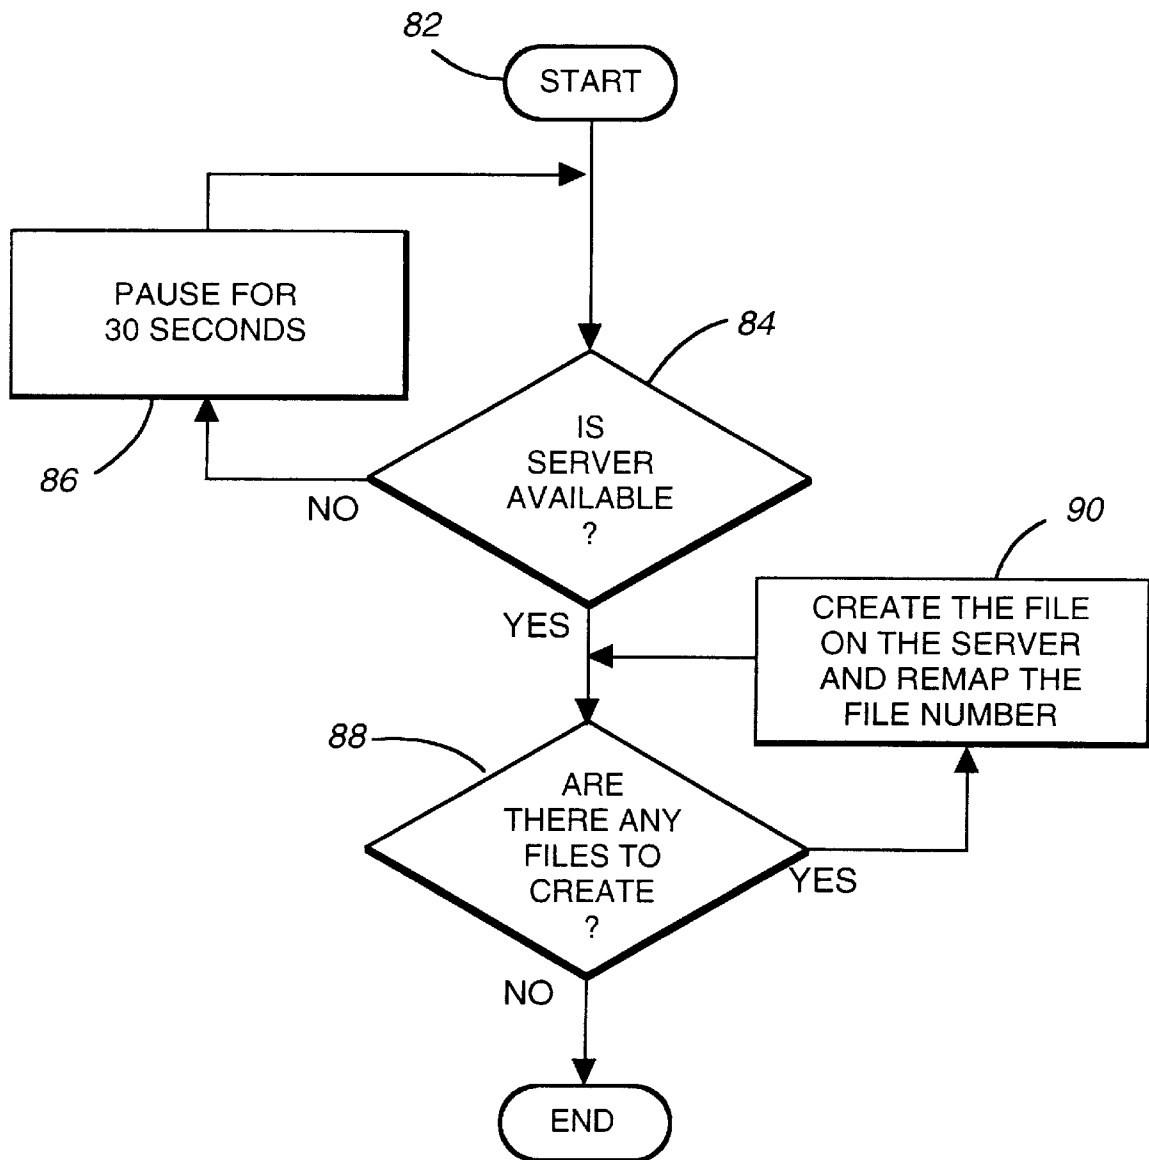 82
START
PAUSE FOR
30 SECONDS
84
IS
SERVER
AVAILABLE
?
86
NO
90
YES
CREATE THE FILE
ON THE SERVER
AND REMAP THE
FILE NUMBER
88
ARE
THERE ANY
FILES TO
CREATE
?
YES
NO
END